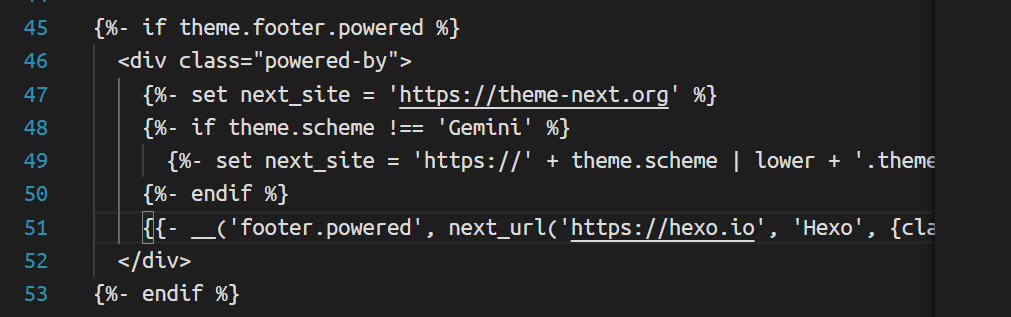 45 {%- if theme.footer.powered %}
46 <div class="powered-by">
47 {%- set next_site = 'https://theme-next.org' %}
48 {%- if theme.scheme !== 'Gemini' %}
49 {%- set next_site = 'https://' + theme.scheme | lower + '.theme
50 {%- endif %}
51 {{- __('footer.powered', next_url('https://hexo.io', 'Hexo', {cla
52 </div>
53 {%- endif %}